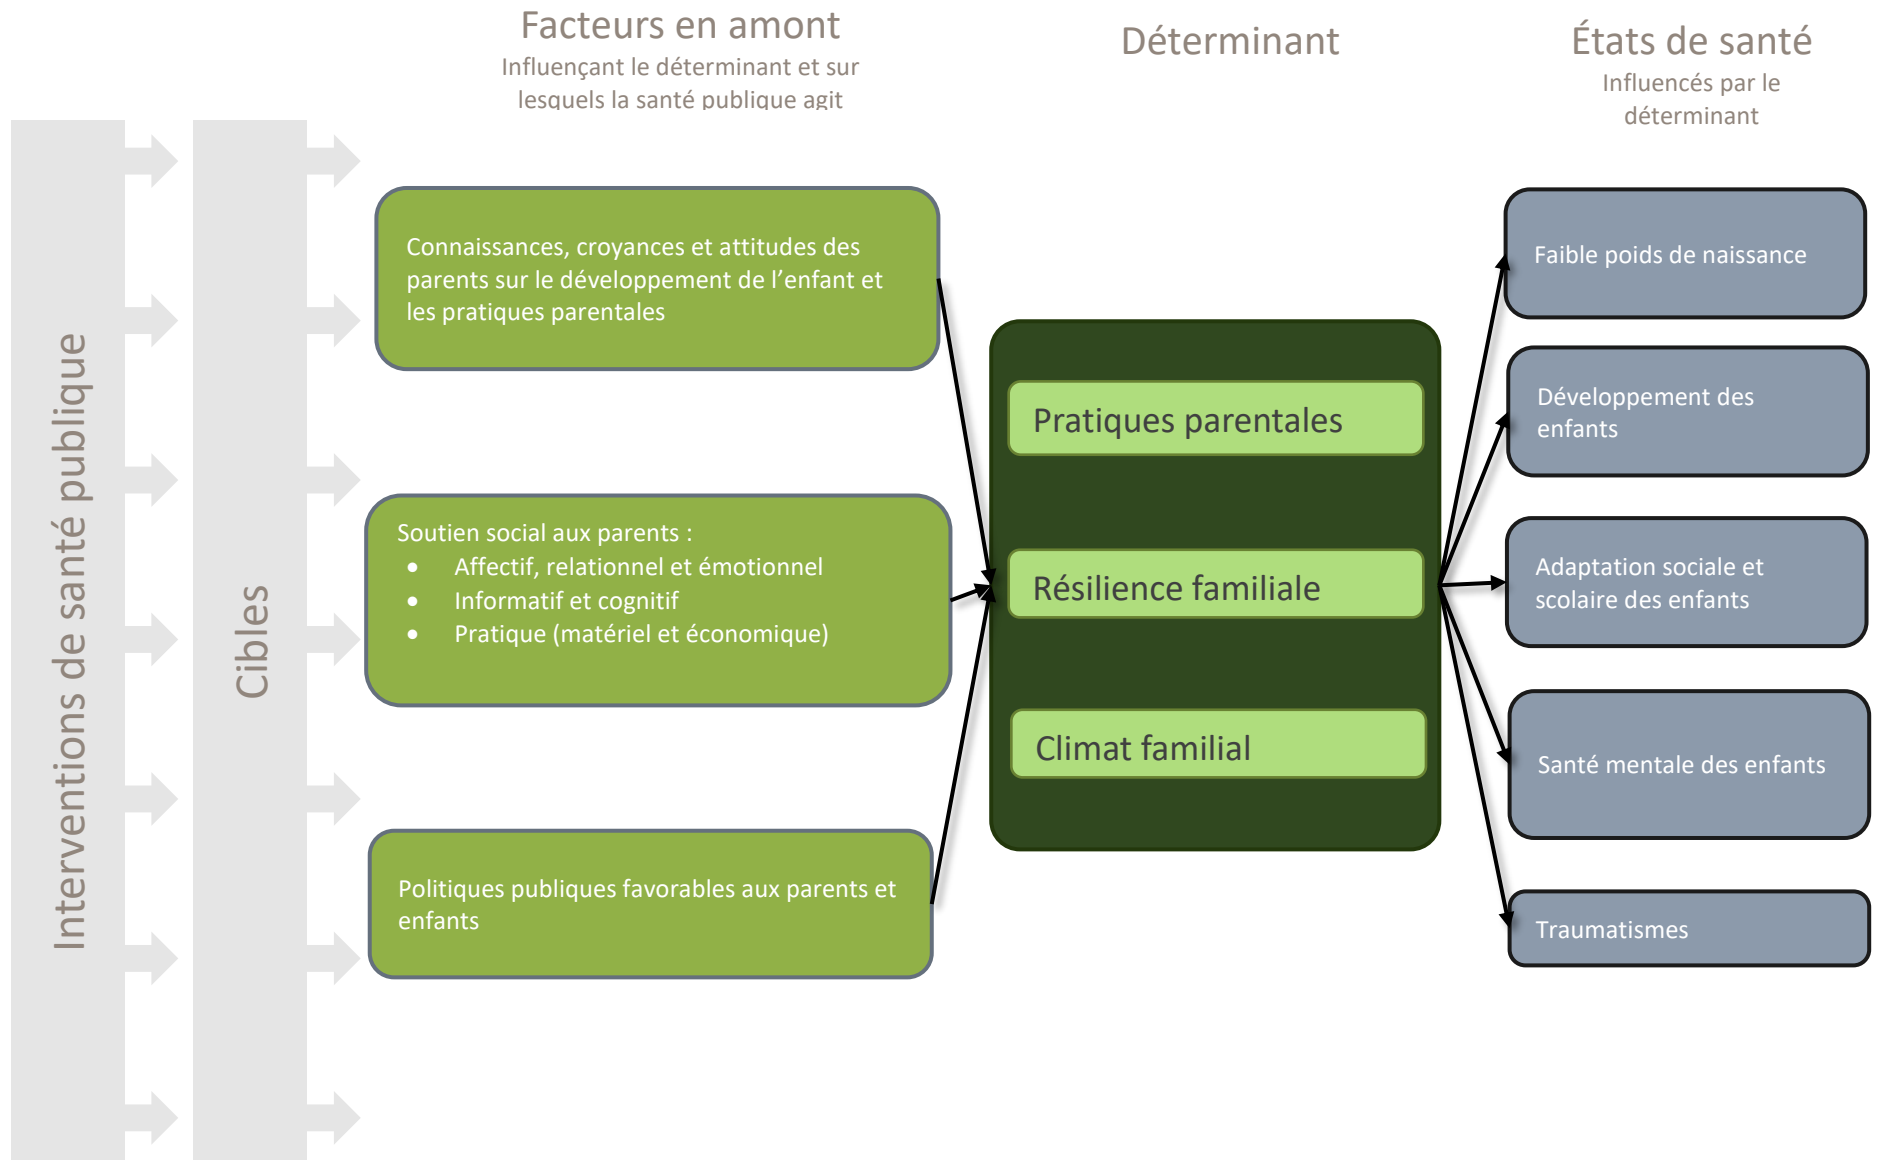 Facteurs en amont
Influençant le déterminant et sur
lesquels la santé publique agit
Déterminant
États de santé
Influencés par le
déterminant
Interventions de santé publique
Cibles
Connaissances, croyances et attitudes des
parents sur le développement de l’enfant et
les pratiques parentales
Soutien social aux parents :
• Affectif, relationnel et émotionnel
• Informatif et cognitif
• Pratique (matériel et économique)
Politiques publiques favorables aux parents et
enfants
Pratiques parentales
Résilience familiale
Climat familial
Faible poids de naissance
Développement des
enfants
Adaptation sociale et
scolaire des enfants
Santé mentale des enfants
Traumatismes